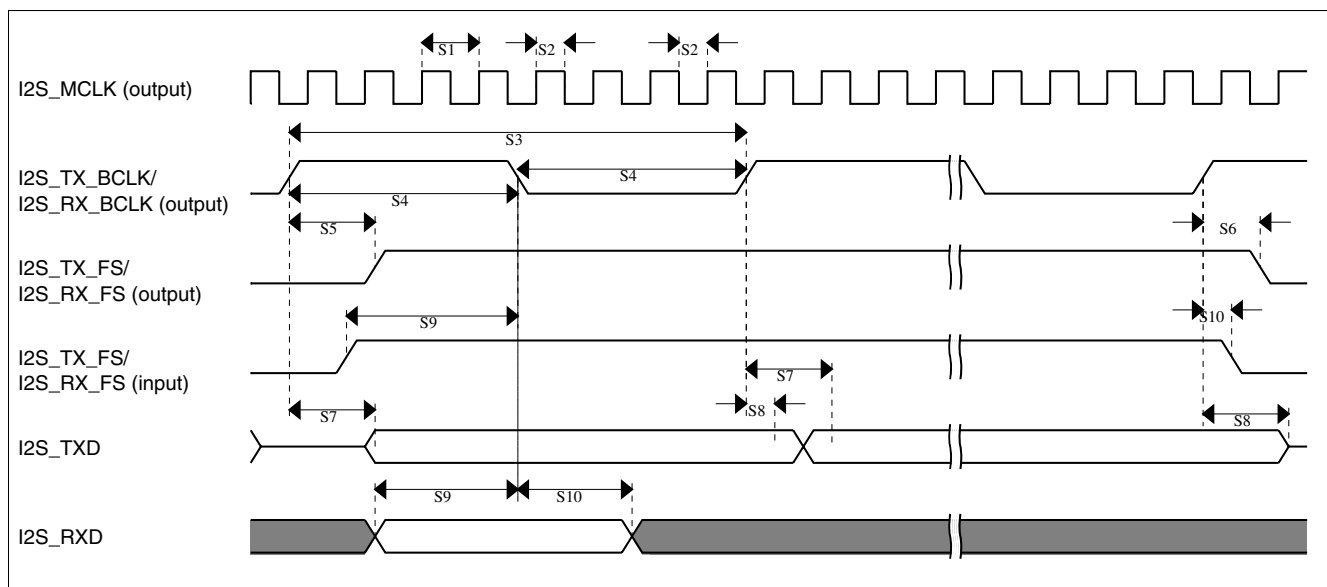 S1
S2
S2
I2S_MCLK (output)
S3
I2S_TX_BCLK/
I2S_RX_BCLK (output)
S4
S4
S5
S6
I2S_TX_FS/
I2S_RX_FS (output)
S9
S10
I2S_TX_FS/
I2S_RX_FS (input)
S7
S7
S8
S8
I2S_TXD
S9
S10
I2S_RXD